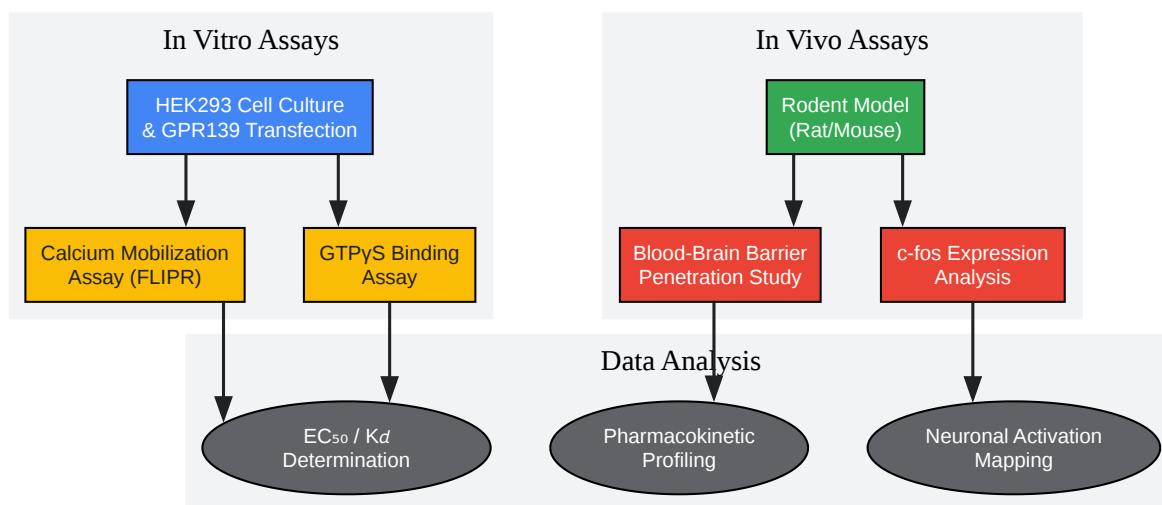 In Vitro Assays
HEK293 Cell Culture
& GPR139 Transfection
Calcium Mobilization
Assay (FLIPR)
GTPγS Binding
Assay
In Vivo Assays
Rodent Model
(Rat/Mouse)
Blood-Brain Barrier
Penetration Study
c-fos Expression
Analysis
Data Analysis
EC₅₀ / K𝑑
Determination
Pharmacokinetic
Profiling
Neuronal Activation
Mapping